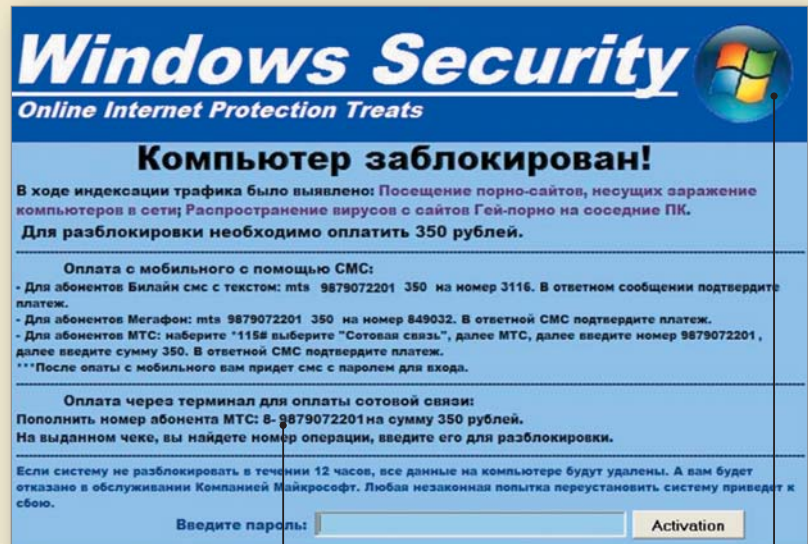 Windows Security
Online Internet Protection Treats
Компьютер заблокирован!
В ходе индексации трафика было выявлено: Посещение порно-сайтов, несущих заражение
компьютеров в сети; Распространение вирусов с сайтов Гей-порно на соседние ПК.
Для разблокировки необходимо оплатить 350 рублей.
Оплата с мобильного с помощью СМС:
- Для абонентов Билайн смс с текстом: mts 9879072201 350 на номер 3116. В ответном сообщении подтвердите
платеж.
- Для абонентов Мегафон: mts 9879072201 350 на номер 849032. В ответной СМС подтвердите платеж.
- Для абонентов МТС: наберите *115# выберите "Сотовая связь", далее МТС, далее введите номер 9879072201 ,
далее введите сумму 350. В ответной СМС подтвердите платеж.
***После опаты с мобильного вам придет смс с паролем для входа.
Оплата через терминал для оплаты сотовой связи:
Пополнить номер абонента МТС: 8-9879072201 на сумму 350 рублей.
На выданном чеке, вы найдете номер операции, введите его для разблокировки.
Если систему не разблокировать в течении 12 часов, все данные на компьютере будут удалены. А вам будет
отказано в обслуживании Компанией Майкрософт. Любая незаконная попытка переустановить систему приведет к
сбою.
Введите пароль:
Activation